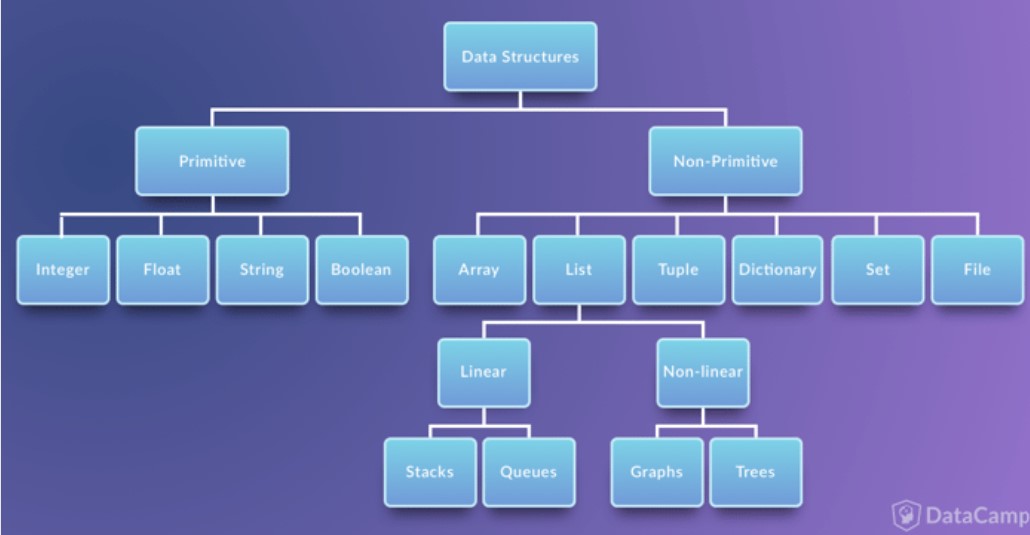 Data Structures
Primitive
Non-Primitive
Integer
Float
String
Boolean
Array
List
Tuple
Dictionary
Set
File
Linear
Non-linear
Stacks
Queues
Graphs
Trees
DataCamp